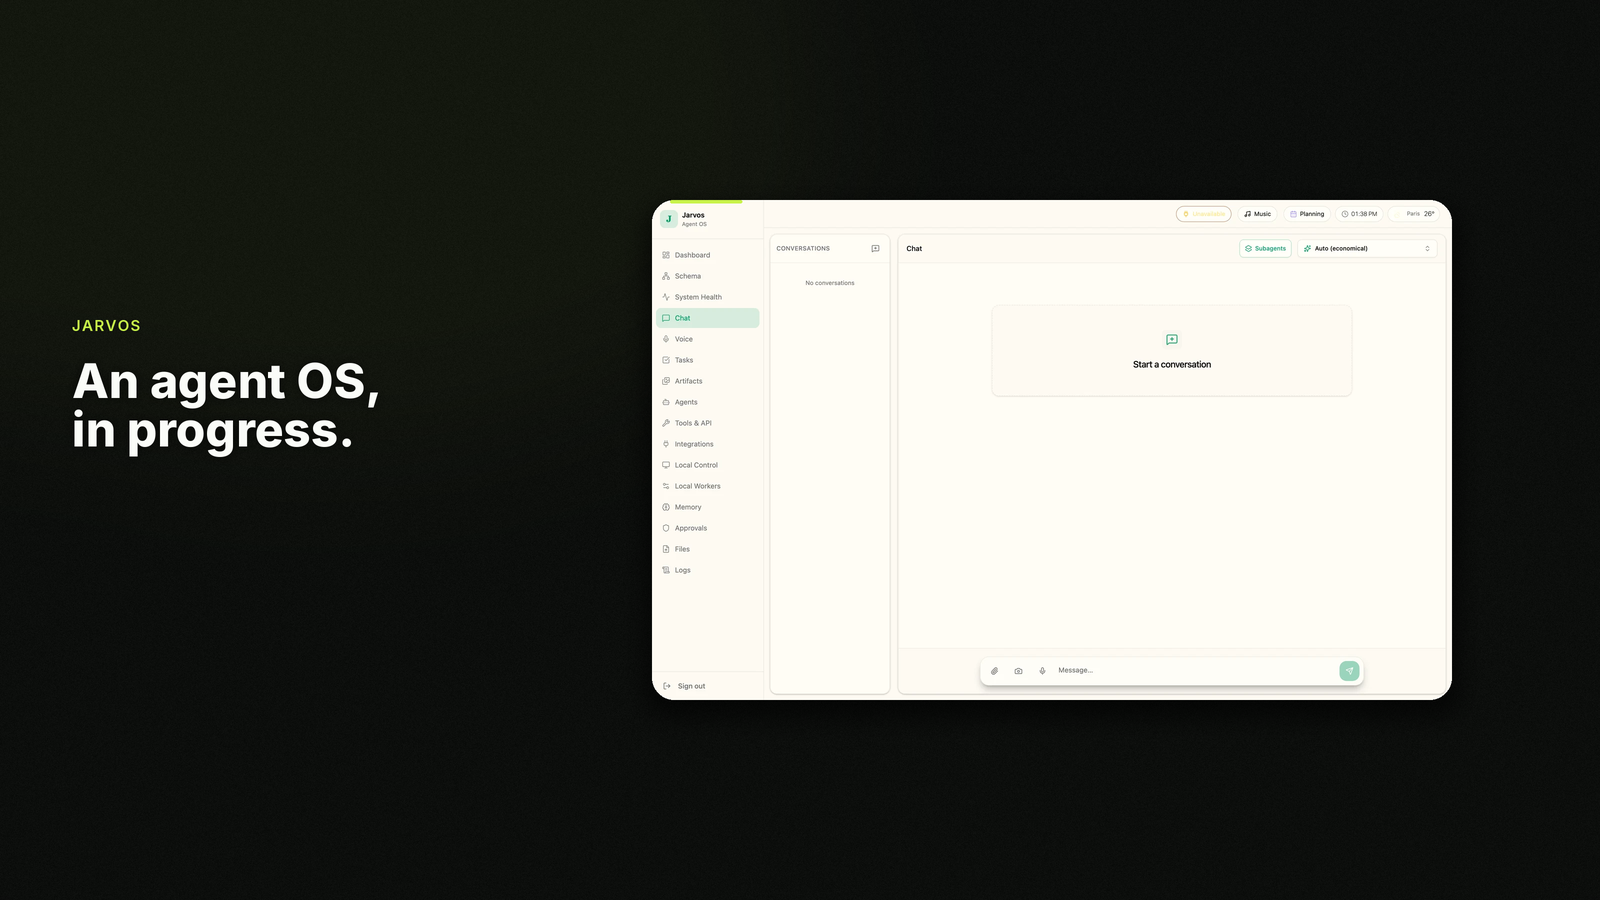 JARVOS
An agent OS,
in progress.
J
Jarvos
Agent OS
Dashboard
Schema
System Health
Chat
Voice
Tasks
Artifacts
Agents
Tools & API
Integrations
Local Control
Local Workers
Memory
Approvals
Files
Logs
Sign out
Music
Planning
01:38 PM
Paris 26°
CONVERSATIONS
No conversations
Chat
Subagents
Auto (economical)
Start a conversation
Message...